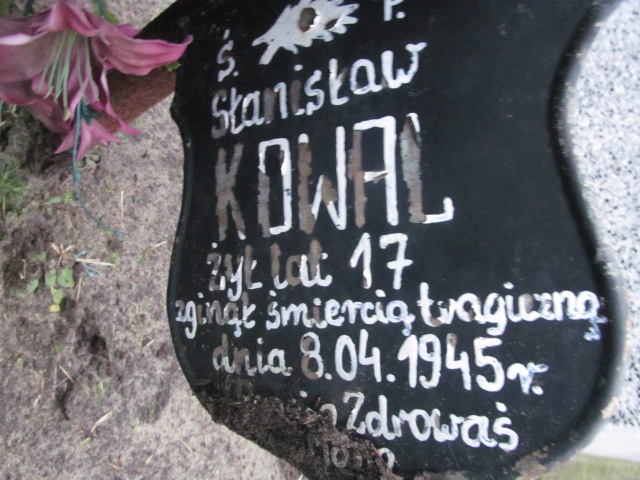 Ś. P.
Stanisław
KOWAL
żył lat 17
zginął śmiercią tragiczną
dnia 8.04.1945 r.
Zdrowaś